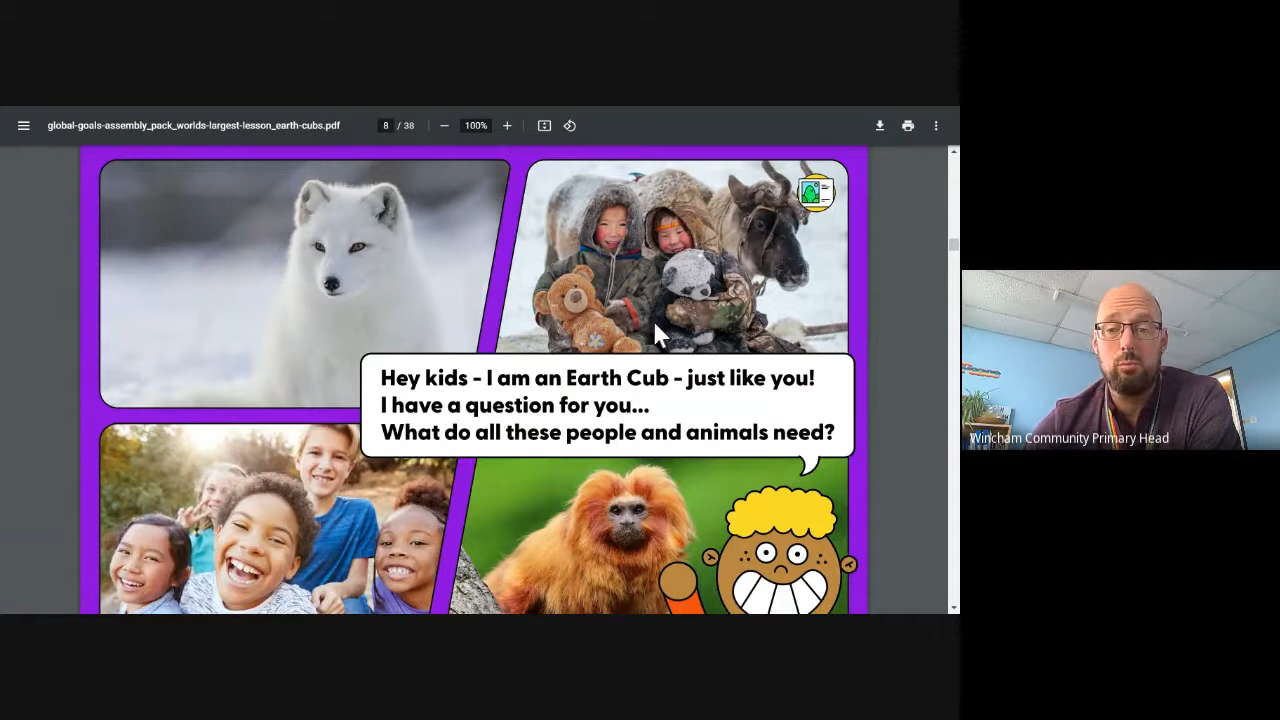 global-goals-assembly_pack_worlds-largest-lesson_earth-cubs.pdf
8 / 38
100%
Hey kids - I am an Earth Cub - just like you!
I have a question for you...
What do all these people and animals need?
Wincham Community Primary Head